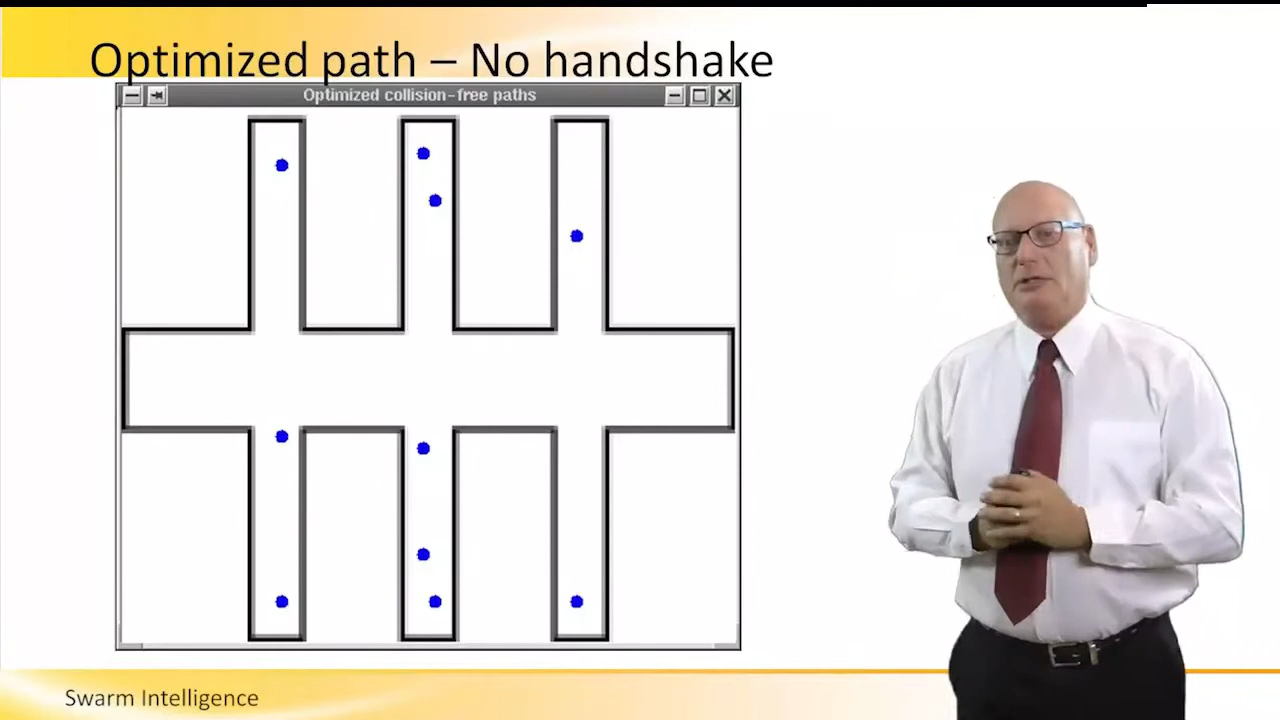 Optimized path – No handshake
Optimized collision-free paths
Swarm Intelligence